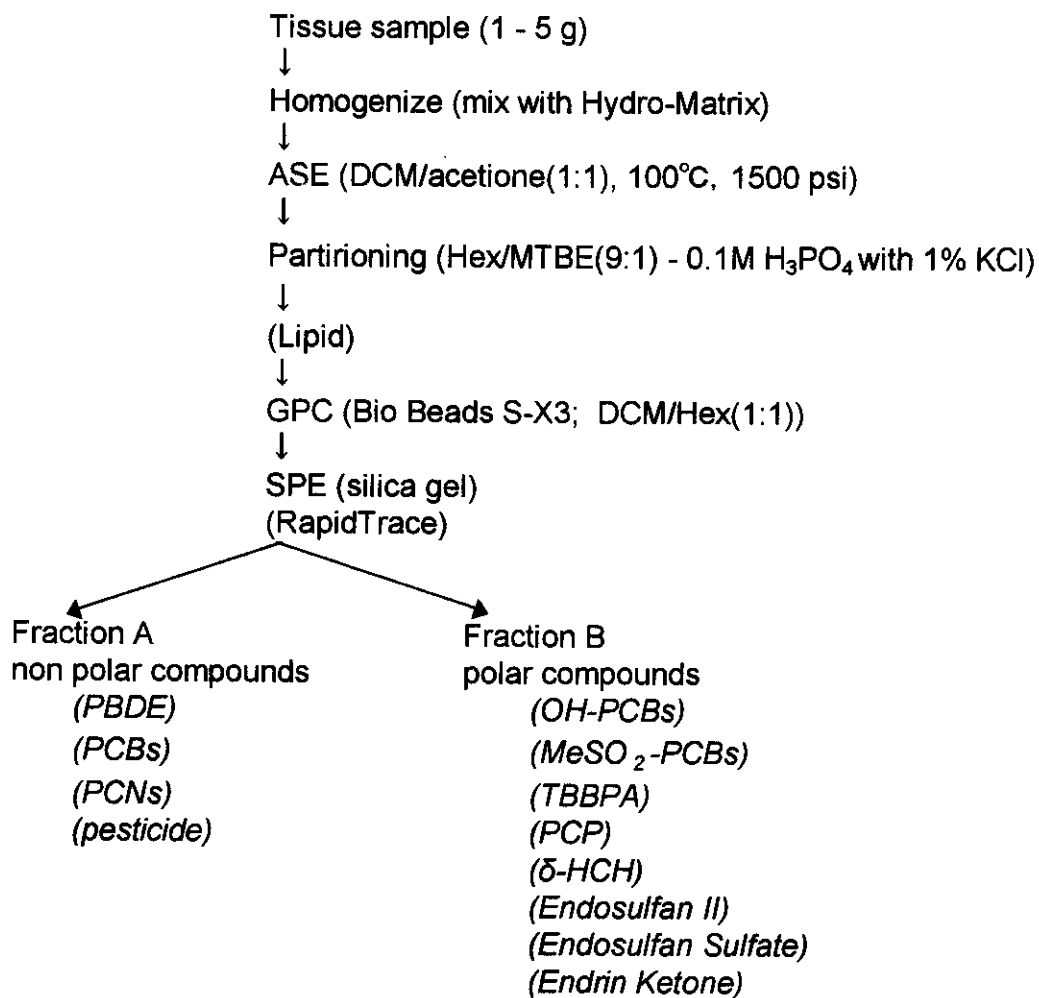 Tissue sample (1 - 5 g)
↓
Homogenize (mix with Hydro-Matrix)
↓
ASE (DCM/acetione(1:1), 100°C, 1500 psi)
↓
Partirioning (Hex/MTBE(9:1) - 0.1M H₃PO₄ with 1% KCl)
↓
(Lipid)
↓
GPC (Bio Beads S-X3; DCM/Hex(1:1))
↓
SPE (silica gel)
(RapidTrace)
Fraction A
non polar compounds
(PBDE)
(PCBs)
(PCNs)
(pesticide)
Fraction B
polar compounds
(OH-PCBs)
(MeSO₂-PCBs)
(TBBPA)
(PCP)
(δ-HCH)
(Endosulfan II)
(Endosulfan Sulfate)
(Endrin Ketone)